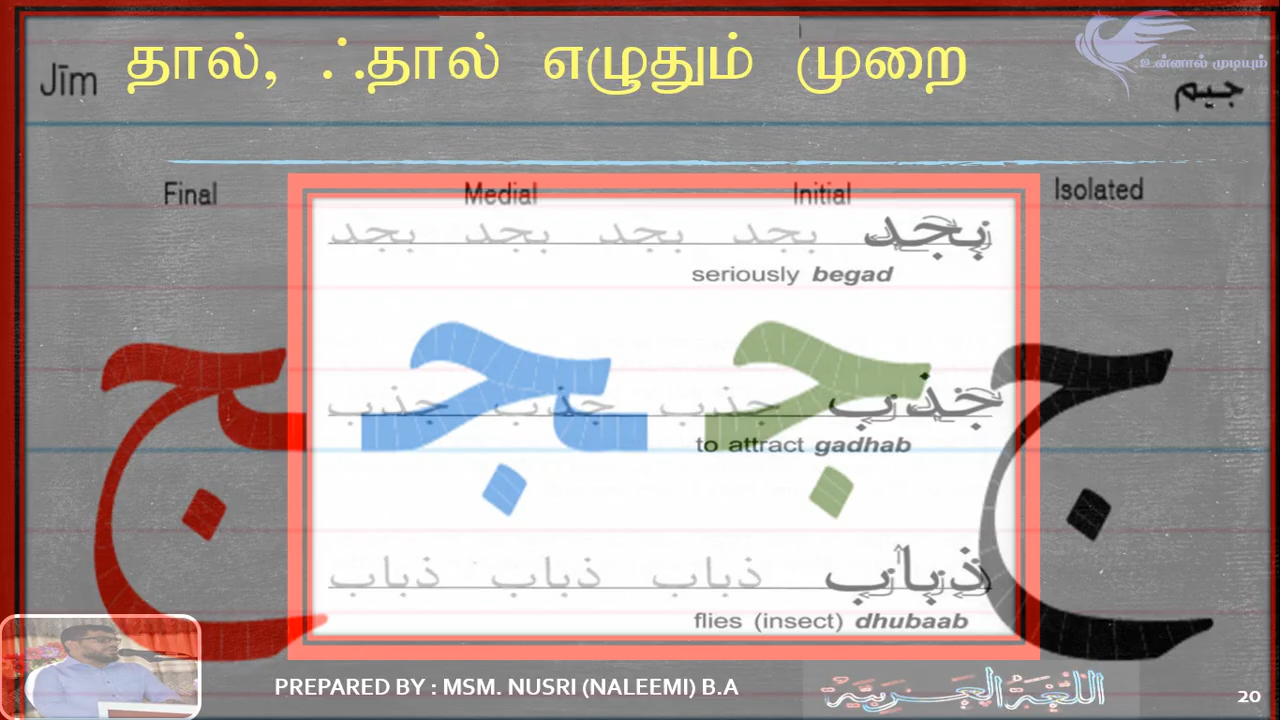 தால், ஃதால் எழுதும் முறை
உன்னால் முடியும்
Jīm
جيم
Final Medial Initial Isolated
بجد بجد بجد بجد بجد
seriously begad
ج ج ج ج
جذب جذب جذب جذب
to attract gadhab
ذباب ذباب ذباب ذباب
flies (insect) dhubaab
PREPARED BY : MSM. NUSRI (NALEEMI) B.A
اللغة العربية
20